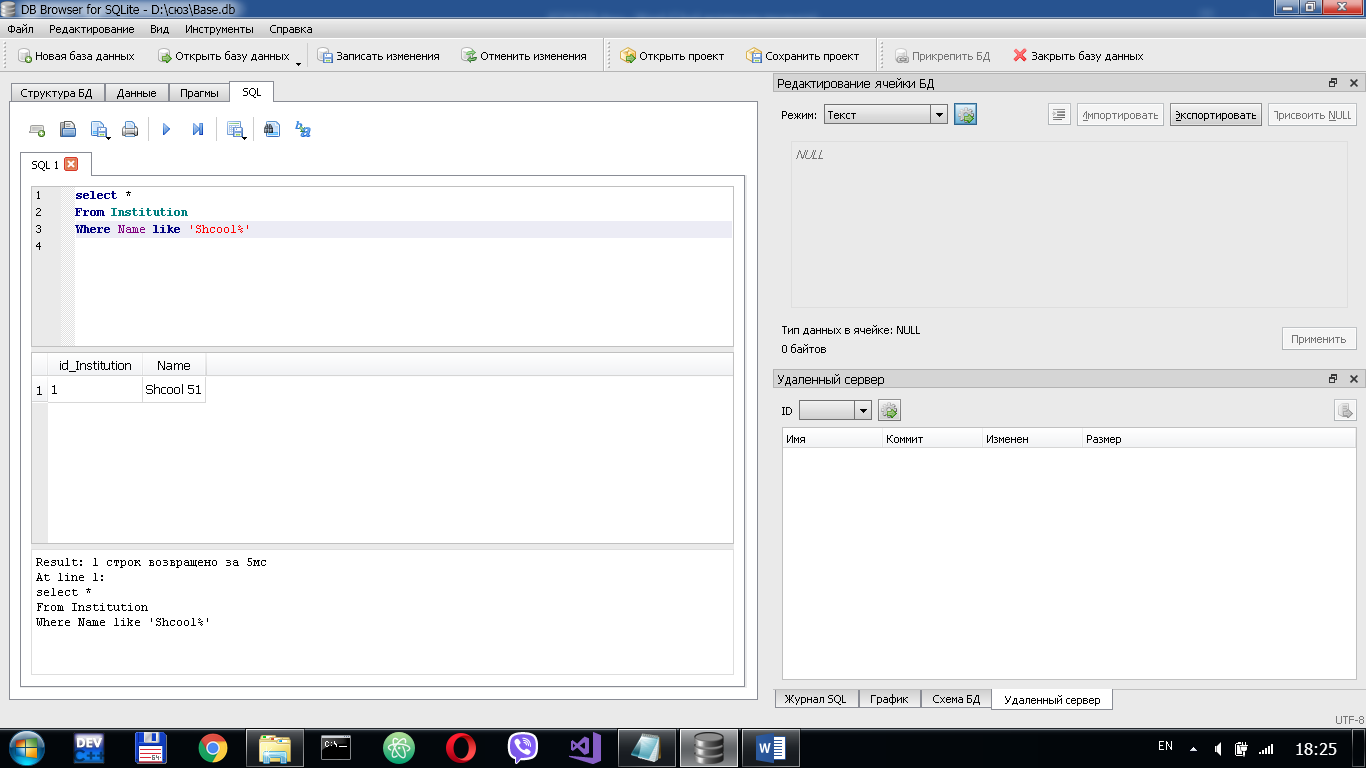 DB Browser for SQLite - D:\сюз\Base.db
Файл Редактирование Вид Инструменты Справка
Новая база данных Открыть базу данных Записать изменения Отменить изменения Открыть проект Сохранить проект Прикрепить БД Закрыть базу данных
Структура БД Данные Прагмы SQL
SQL 1
1 select *
2 From Institution
3 Where Name like 'Shcool%'
4
id_Institution Name
1 1 Shcool 51
Result: 1 строк возвращено за 5мс
At line 1:
select *
From Institution
Where Name like 'Shcool%'
Редактирование ячейки БД
Режим: Текст Импортировать Экспортировать Присвоить NULL
NULL
Тип данных в ячейке: NULL
0 байтов
Применить
Удаленный сервер
ID
Имя Коммит Изменен Размер
Журнал SQL График Схема БД Удаленный сервер
UTF-8
DEV
C++
64
C:\
W
EN
18:25